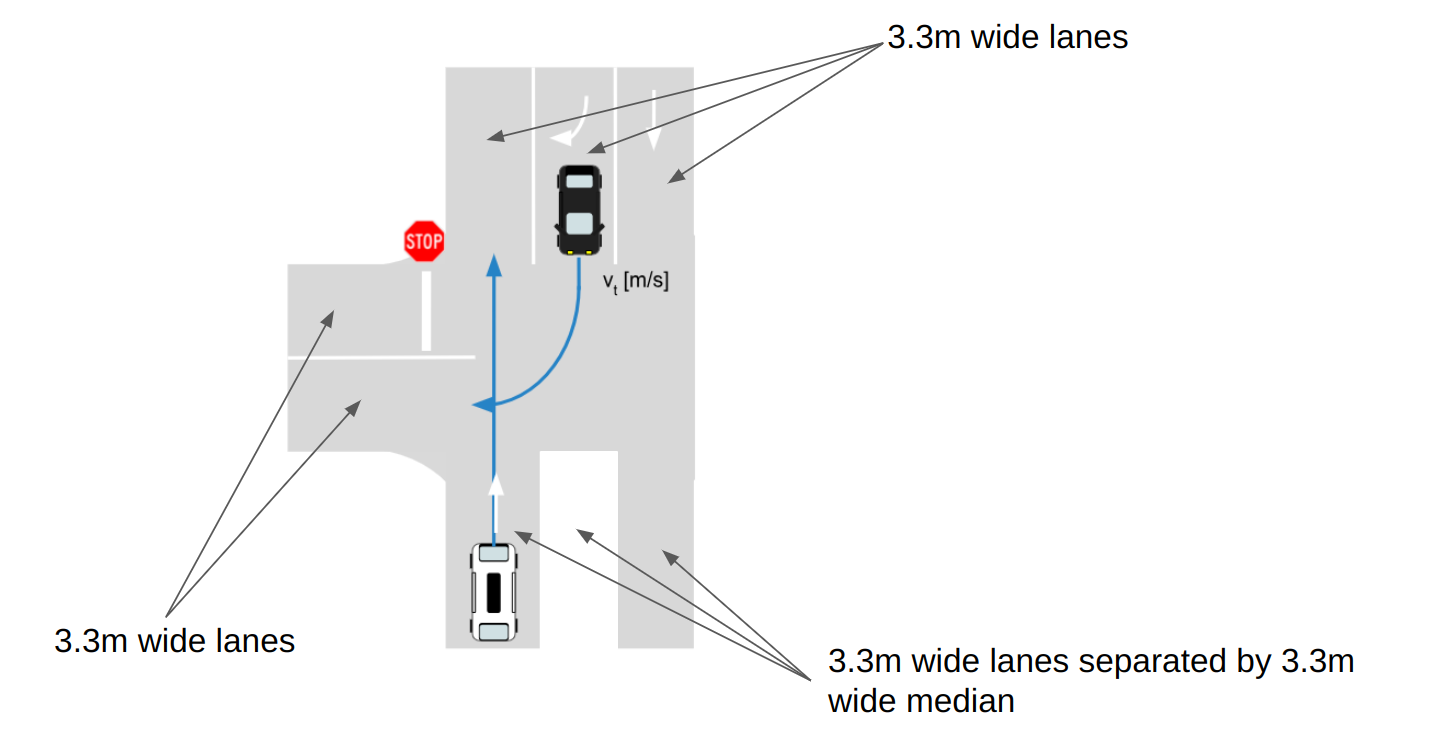 3.3m wide lanes
STOP
vt [m/s]
3.3m wide lanes
3.3m wide lanes separated by 3.3m
wide median